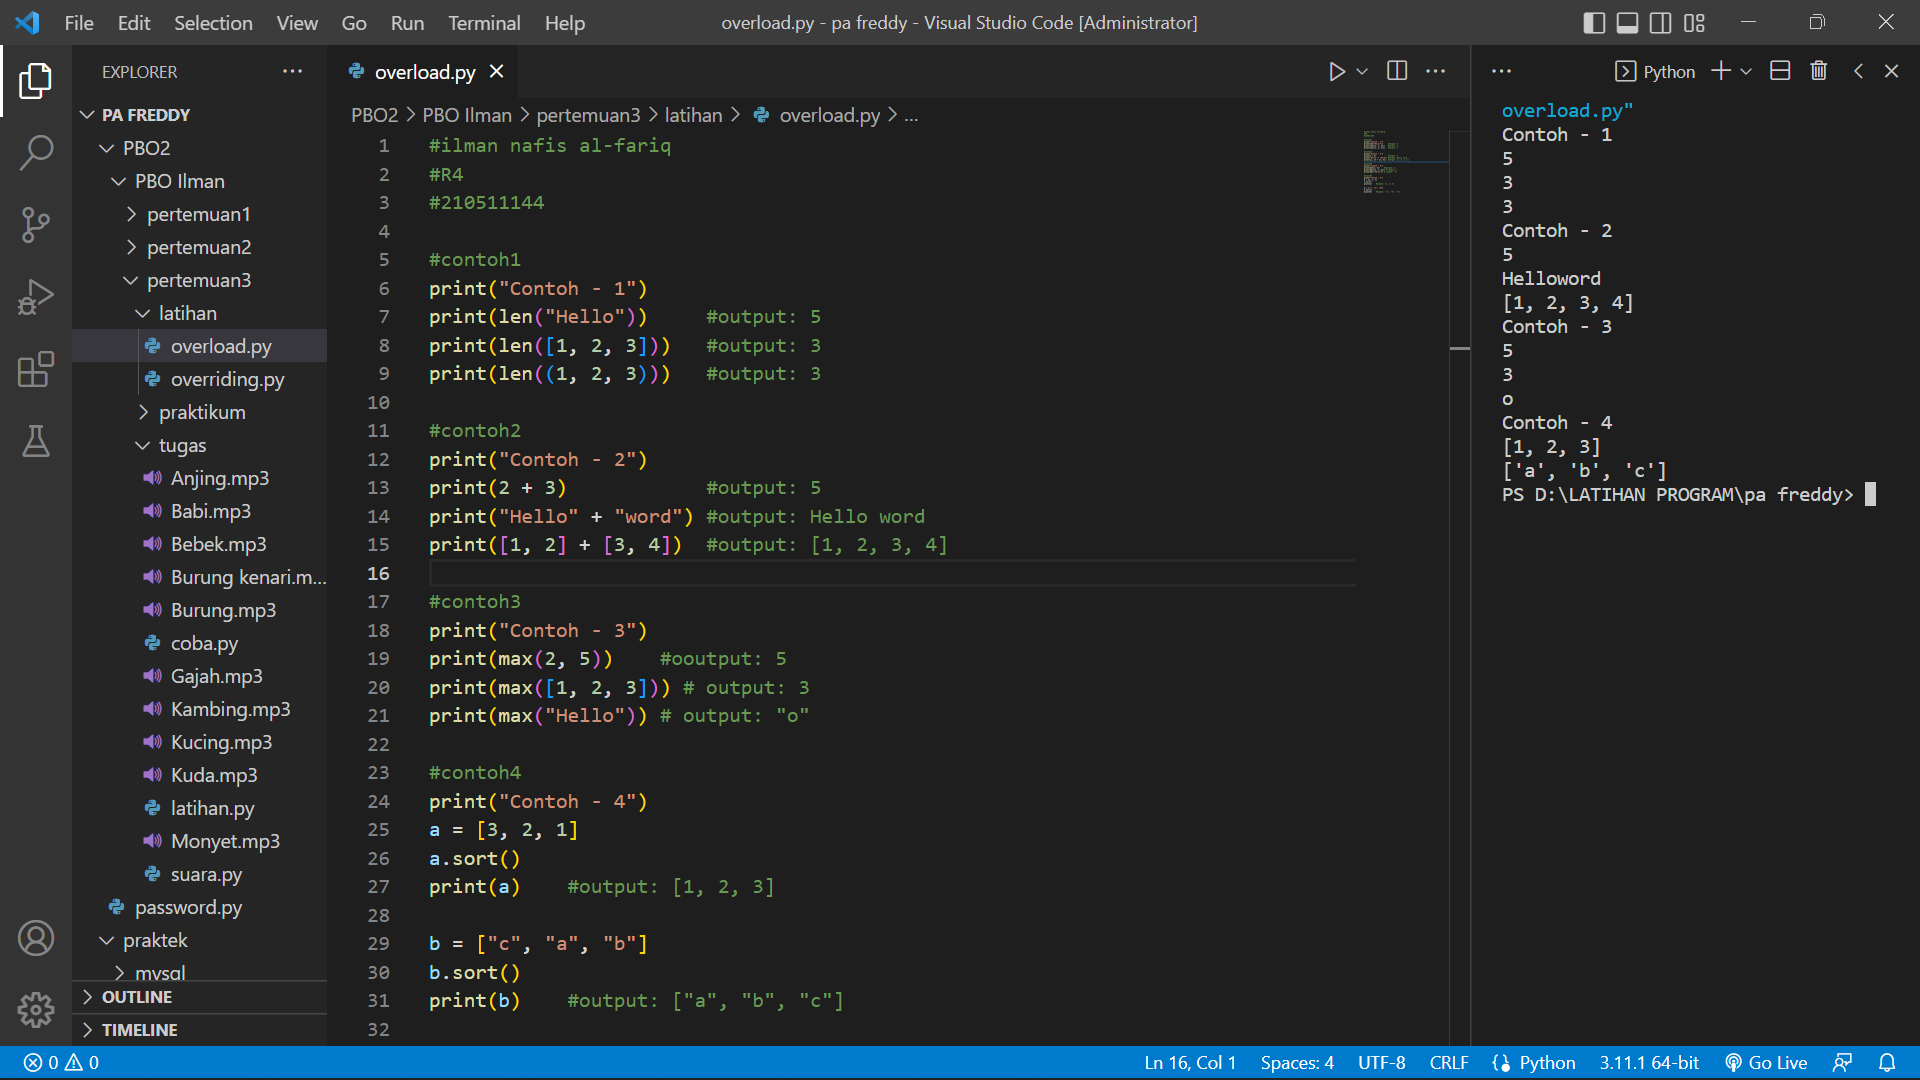 File Edit Selection View Go Run Terminal Help
overload.py - pa freddy - Visual Studio Code [Administrator]
EXPLORER
PA FREDDY
PBO2
PBO Ilman
pertemuan1
pertemuan2
pertemuan3
latihan
overload.py
overriding.py
praktikum
tugas
Anjing.mp3
Babi.mp3
Bebek.mp3
Burung kenari.m...
Burung.mp3
coba.py
Gajah.mp3
Kambing.mp3
Kucing.mp3
Kuda.mp3
latihan.py
Monyet.mp3
suara.py
password.py
praktek
mysql
OUTLINE
TIMELINE
overload.py
PBO2 > PBO Ilman > pertemuan3 > latihan > overload.py > ...
1 #ilman nafis al-fariq
2 #R4
3 #210511144
4
5 #contoh1
6 print("Contoh - 1")
7 print(len("Hello")) #output: 5
8 print(len([1, 2, 3])) #output: 3
9 print(len((1, 2, 3))) #output: 3
10
11 #contoh2
12 print("Contoh - 2")
13 print(2 + 3) #output: 5
14 print("Hello" + "word") #output: Hello word
15 print([1, 2] + [3, 4]) #output: [1, 2, 3, 4]
16
17 #contoh3
18 print("Contoh - 3")
19 print(max(2, 5)) #ooutput: 5
20 print(max([1, 2, 3])) # output: 3
21 print(max("Hello")) # output: "o"
22
23 #contoh4
24 print("Contoh - 4")
25 a = [3, 2, 1]
26 a.sort()
27 print(a) #output: [1, 2, 3]
28
29 b = ["c", "a", "b"]
30 b.sort()
31 print(b) #output: ["a", "b", "c"]
32
Python
overload.py"
Contoh - 1
5
3
3
Contoh - 2
5
Helloword
[1, 2, 3, 4]
Contoh - 3
5
3
o
Contoh - 4
[1, 2, 3]
['a', 'b', 'c']
PS D:\LATIHAN PROGRAM\pa freddy>
0 0
Ln 16, Col 1 Spaces: 4 UTF-8 CRLF Python 3.11.1 64-bit Go Live